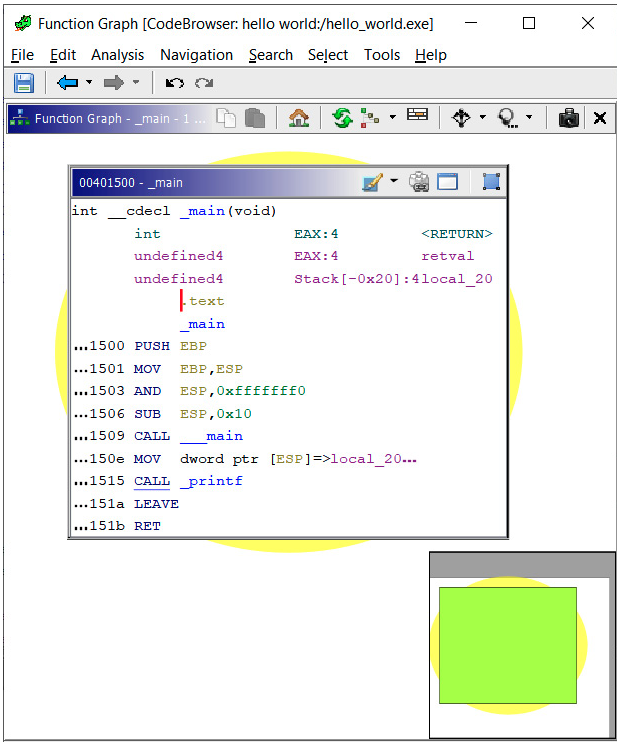 Function Graph [CodeBrowser: hello world:/hello_world.exe]
File Edit Analysis Navigation Search Select Tools Help
Function Graph - _main - 1 ...
00401500 - _main
int __cdecl _main(void)
int EAX:4 <RETURN>
undefined4 EAX:4 retval
undefined4 Stack[-0x20]:4local_20
.text
_main
...1500 PUSH EBP
...1501 MOV EBP,ESP
...1503 AND ESP,0xfffffff0
...1506 SUB ESP,0x10
...1509 CALL ___main
...150e MOV dword ptr [ESP]=>local_20...
...1515 CALL _printf
...151a LEAVE
...151b RET